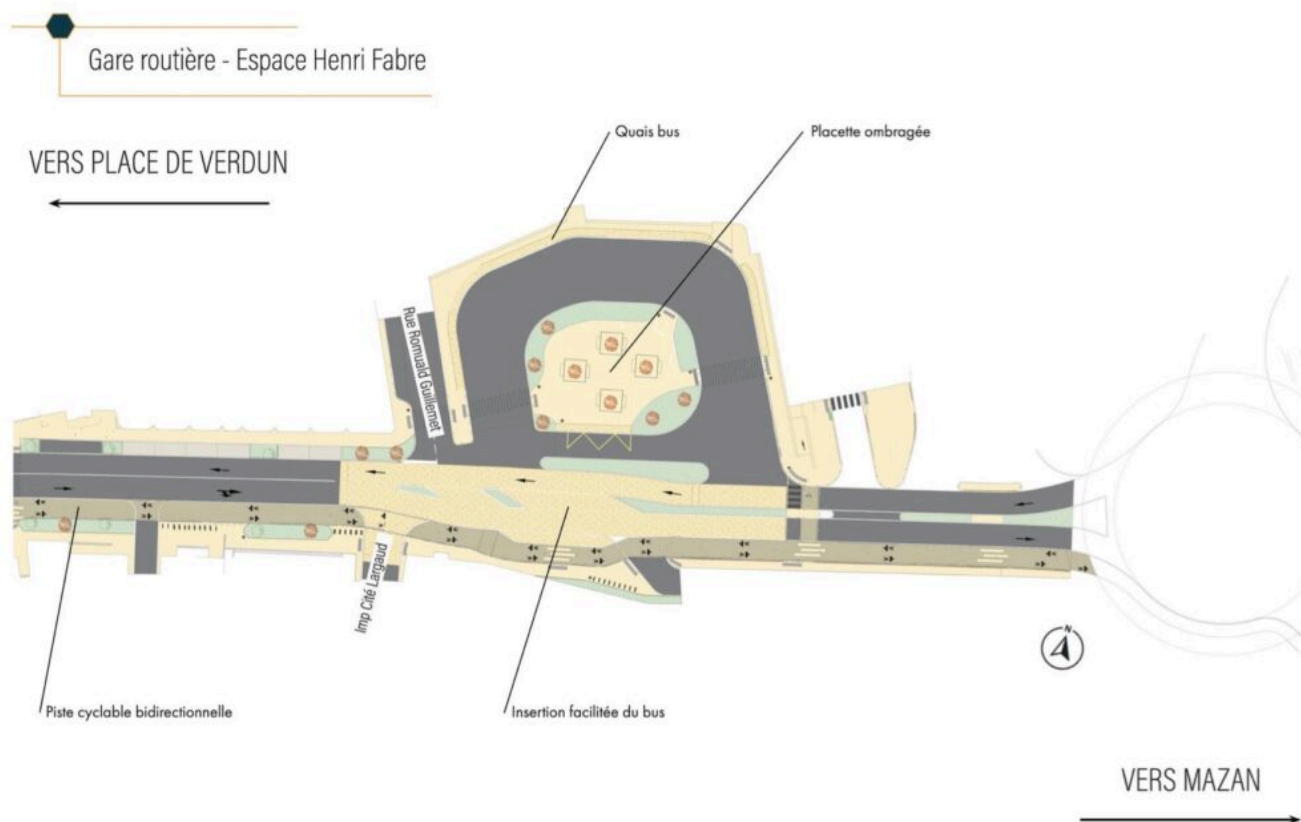 Gare routière - Espace Henri Fabre
VERS PLACE DE VERDUN
Quais bus
Placette ombragée
Rue Romuald Guillemet
Imp Cité Largaud
N
Piste cyclable bidirectionnelle
Insertion facilitée du bus
VERS MAZAN